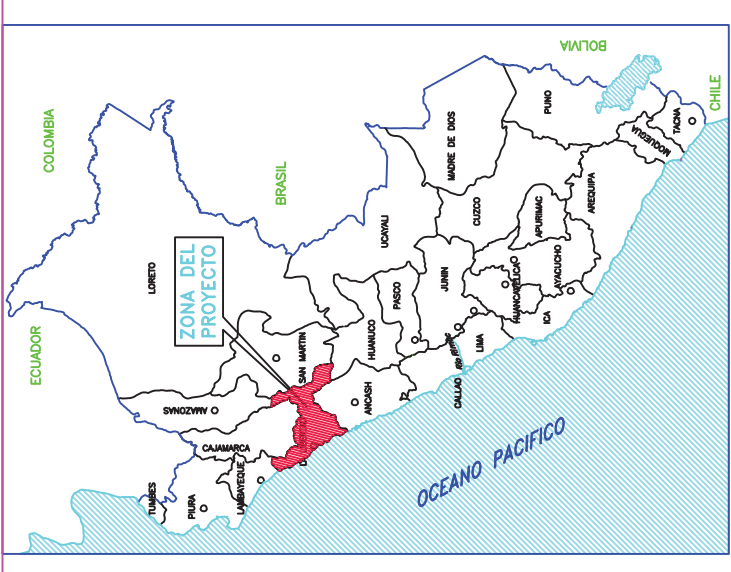 COLOMBIA
ECUADOR
BRASIL
BOLIVIA
CHILE
LORETO
ZONA DEL
PROYECTO
TUMBES
PIURA
LAMBAYEQUE
CAJAMARCA
AMAZONAS
SAN MARTIN
ANCASH
HUANUCO
PASCO
UCAYALI
JUNIN
CALLAO
LIMA
HUANCAVELICA
ICA
AYACUCHO
APURIMAC
CUZCO
MADRE DE DIOS
PUNO
AREQUIPA
MOQUEGUA
TACNA
OCEANO PACIFICO